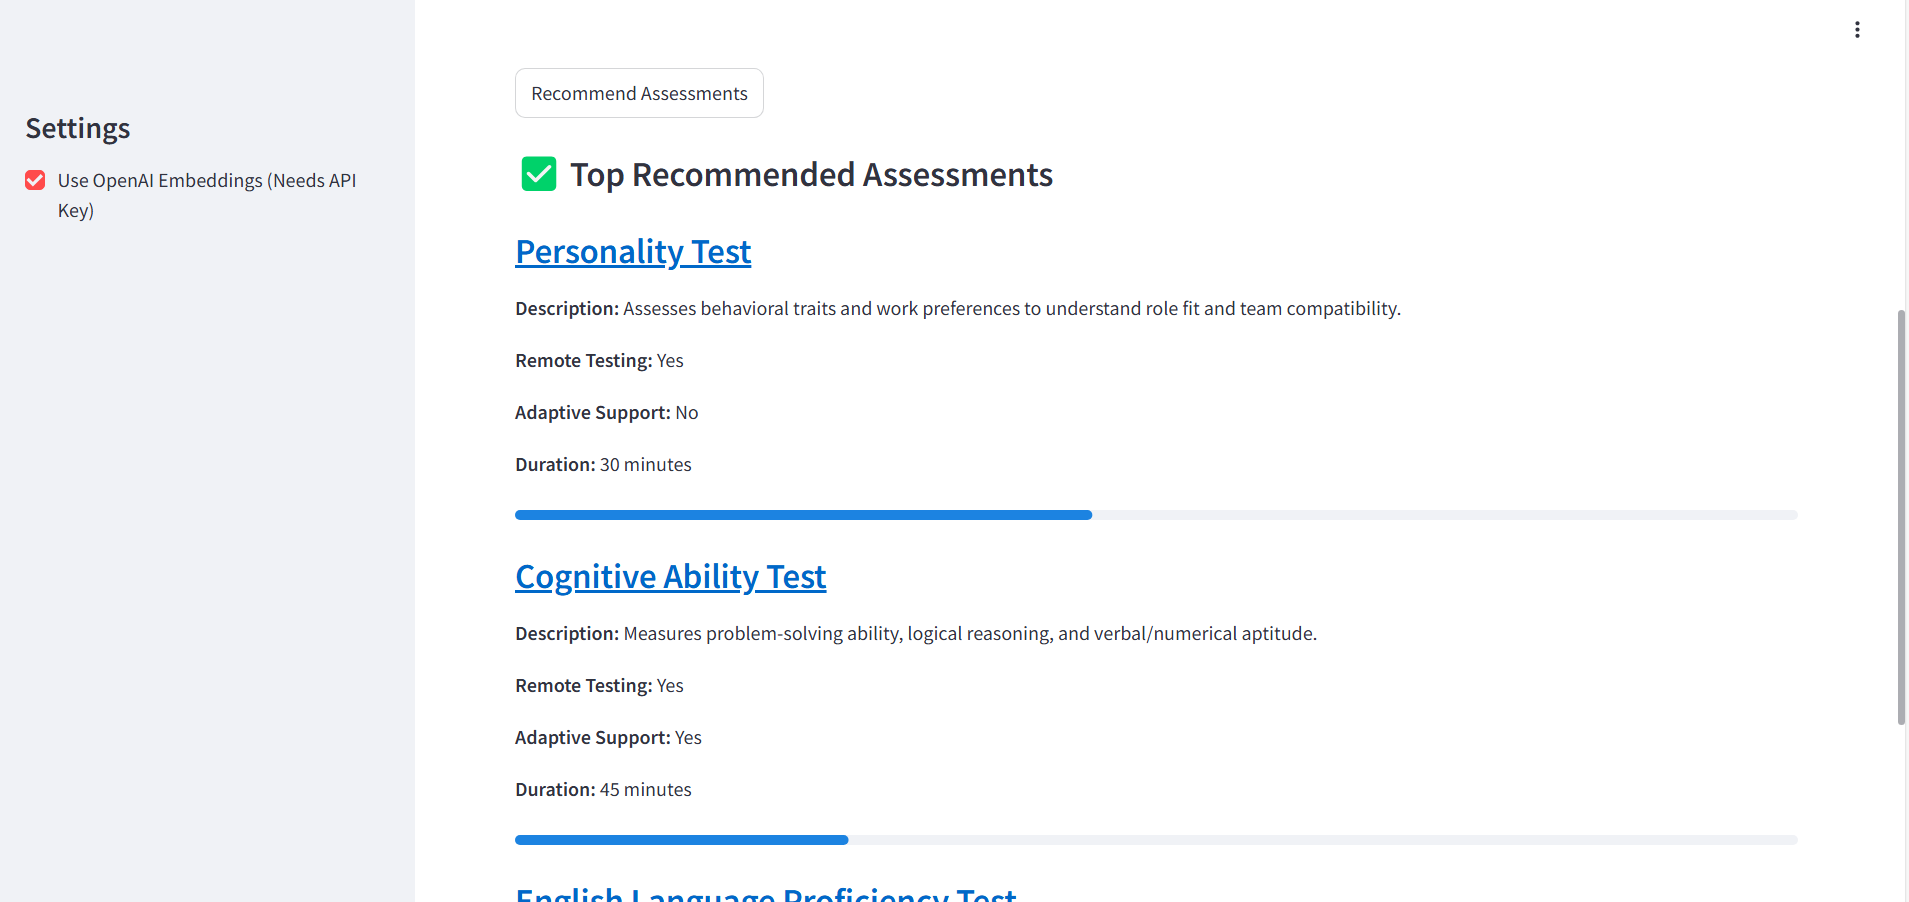 Settings
Use OpenAI Embeddings (Needs API
Key)
Recommend Assessments
Top Recommended Assessments
Personality Test
Description: Assesses behavioral traits and work preferences to understand role fit and team compatibility.
Remote Testing: Yes
Adaptive Support: No
Duration: 30 minutes
Cognitive Ability Test
Description: Measures problem-solving ability, logical reasoning, and verbal/numerical aptitude.
Remote Testing: Yes
Adaptive Support: Yes
Duration: 45 minutes
English Language Proficiency Test